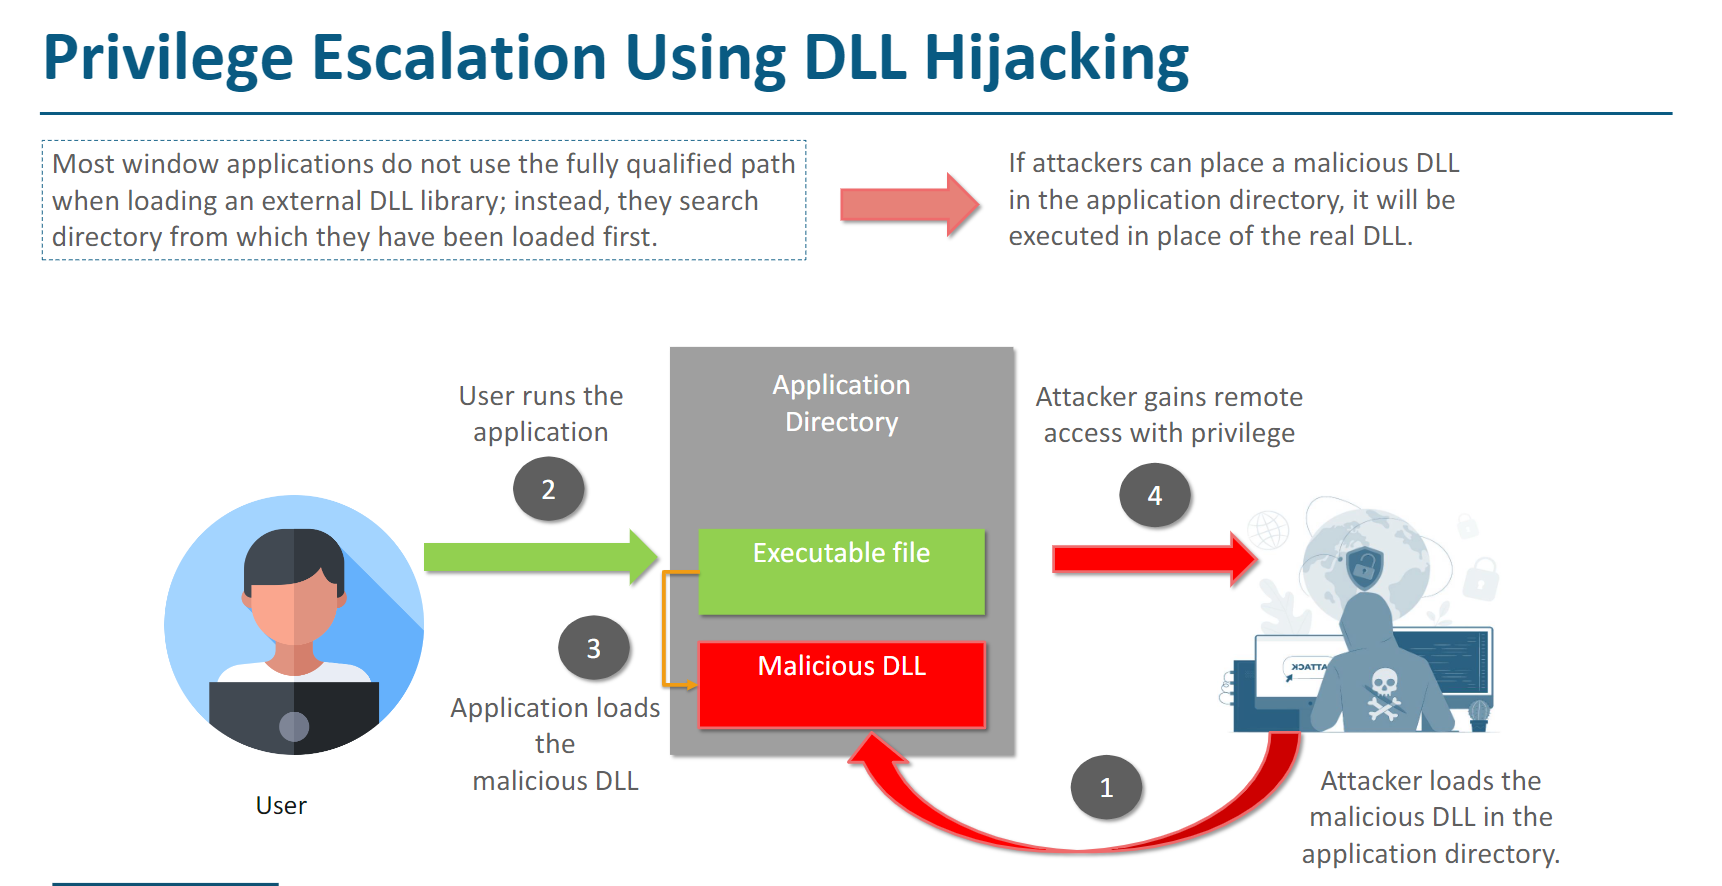 Privilege Escalation Using DLL Hijacking
Most window applications do not use the fully qualified path
when loading an external DLL library; instead, they search
directory from which they have been loaded first.
If attackers can place a malicious DLL
in the application directory, it will be
executed in place of the real DLL.
User runs the
application
2
Application
Directory
Attacker gains remote
access with privilege
4
Executable file
3
Malicious DLL
Application loads
the
malicious DLL
User
1
Attacker loads the
malicious DLL in the
application directory.
ATTACK